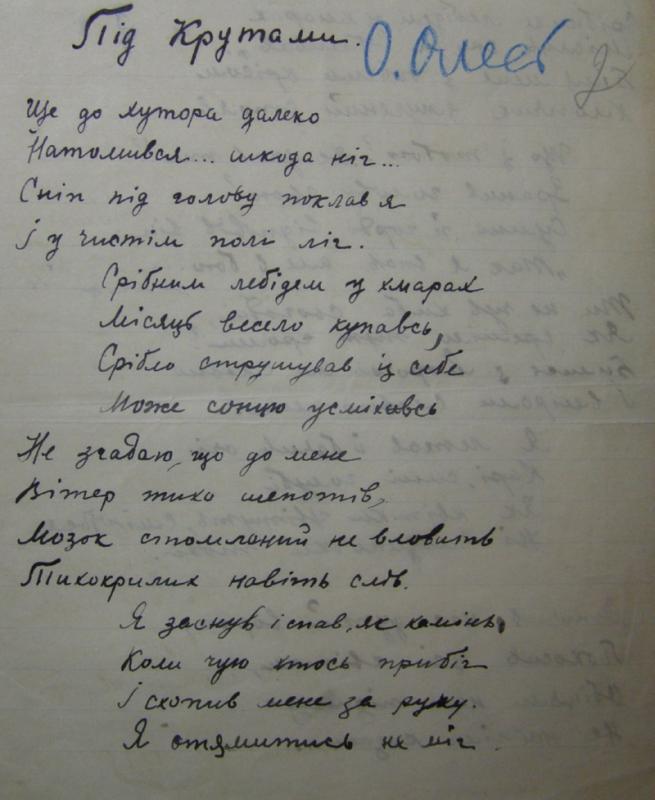 Під Крутами. О. Олесь
Ще до хутора далеко
Натомився... шкода ніг...
Сніп під голову поклав я
І у чистім полі ліг.
Срібним лебідем у хмарах
Місяць весело купавсь,
Срібло струшував із себе
Може сонцю усміхавсь
Не згадаю, що до мене
Вітер тихо шепотів,
Мозок стомлений не вловить
Тихокрилих навіть слів.
Я заснув і спав, як камінь,
Коли чую хтось прибіг
І схопив мене за руку.
Я отямитись не міг.